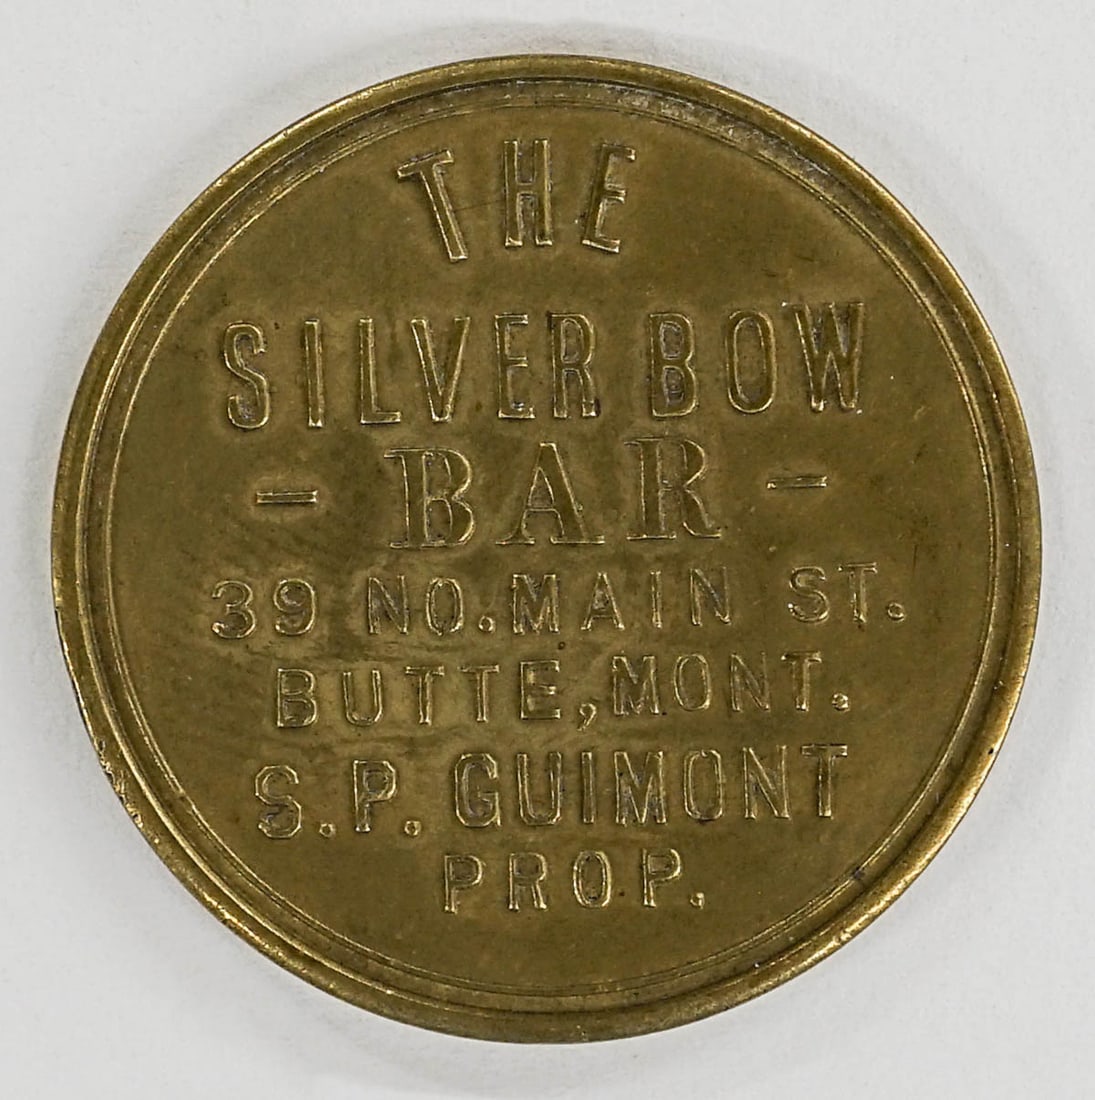 THE
SILVER BOW
- BAR -
39 NO. MAIN ST.
BUTTE, MONT.
S.P. GUIMONT
PROP.